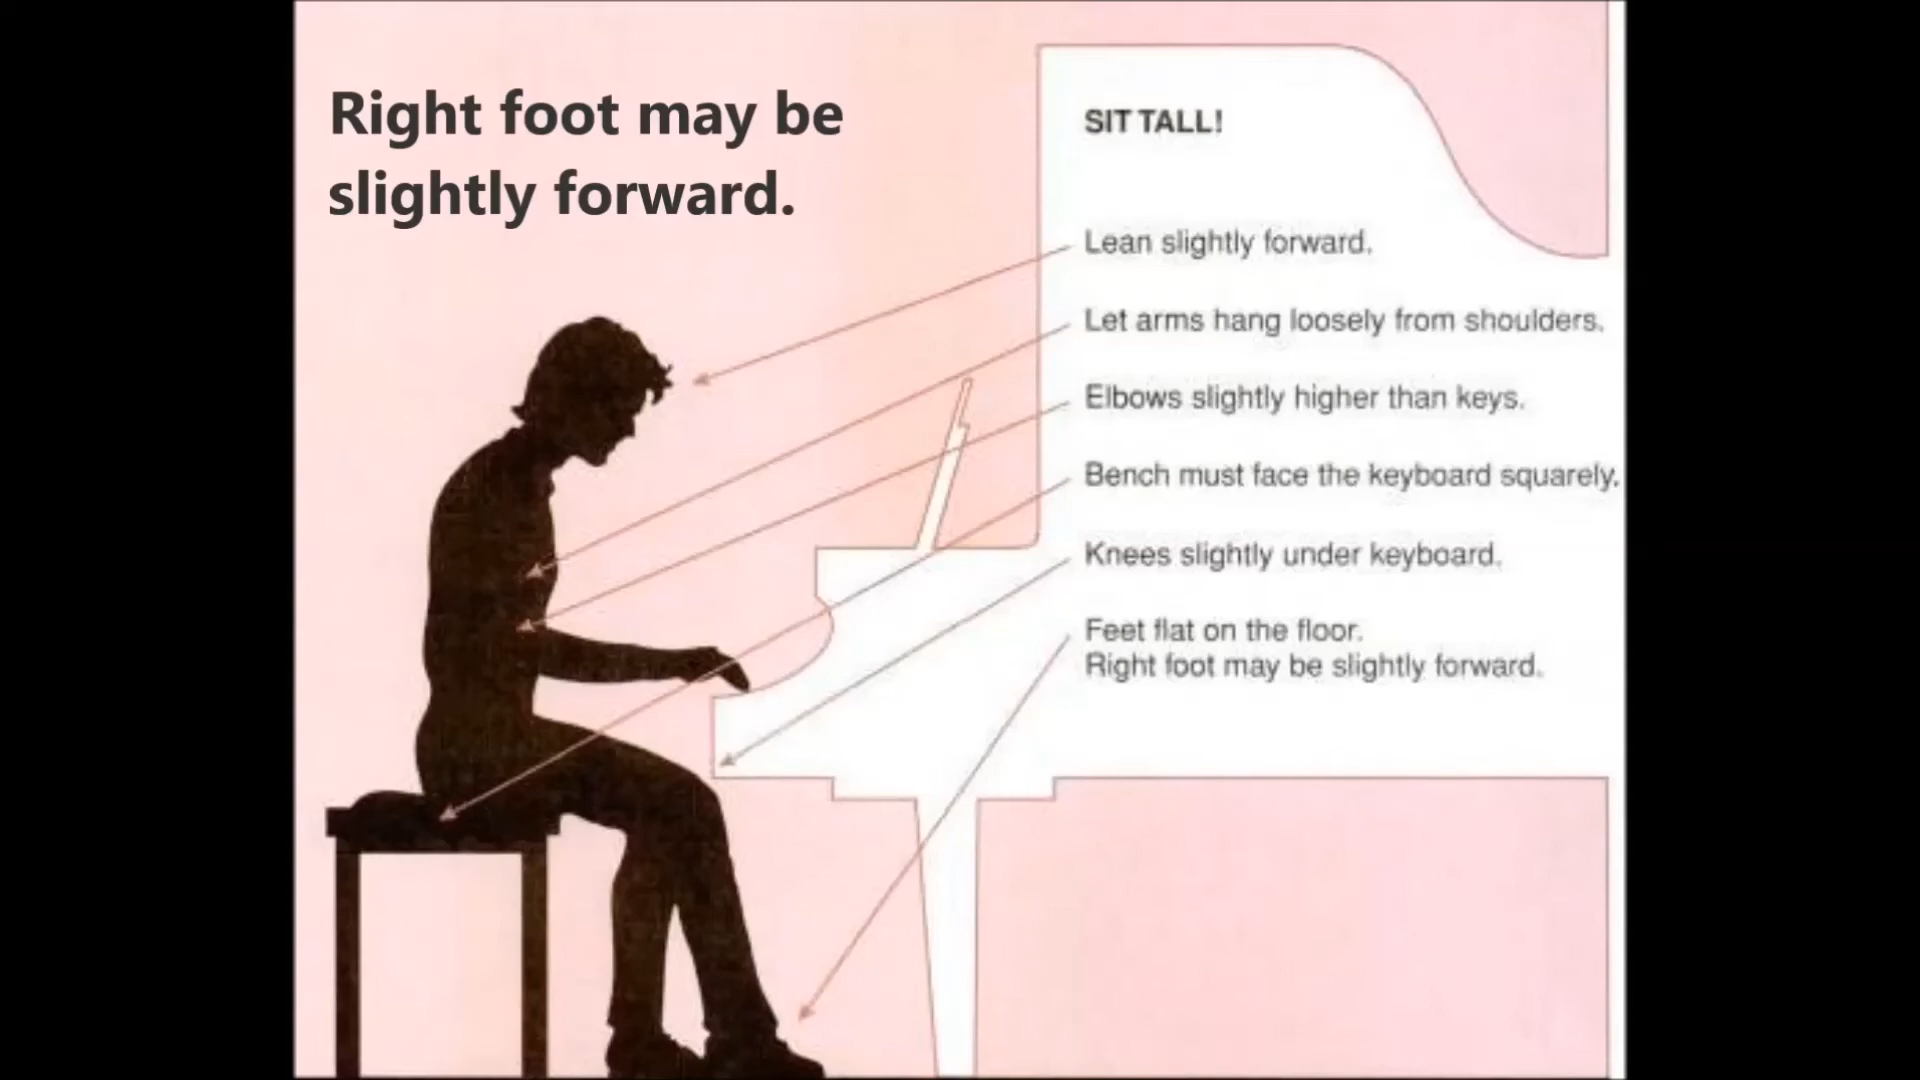 Right foot may be
slightly forward.
SIT TALL!
Lean slightly forward.
Let arms hang loosely from shoulders.
Elbows slightly higher than keys.
Bench must face the keyboard squarely.
Knees slightly under keyboard.
Feet flat on the floor.
Right foot may be slightly forward.